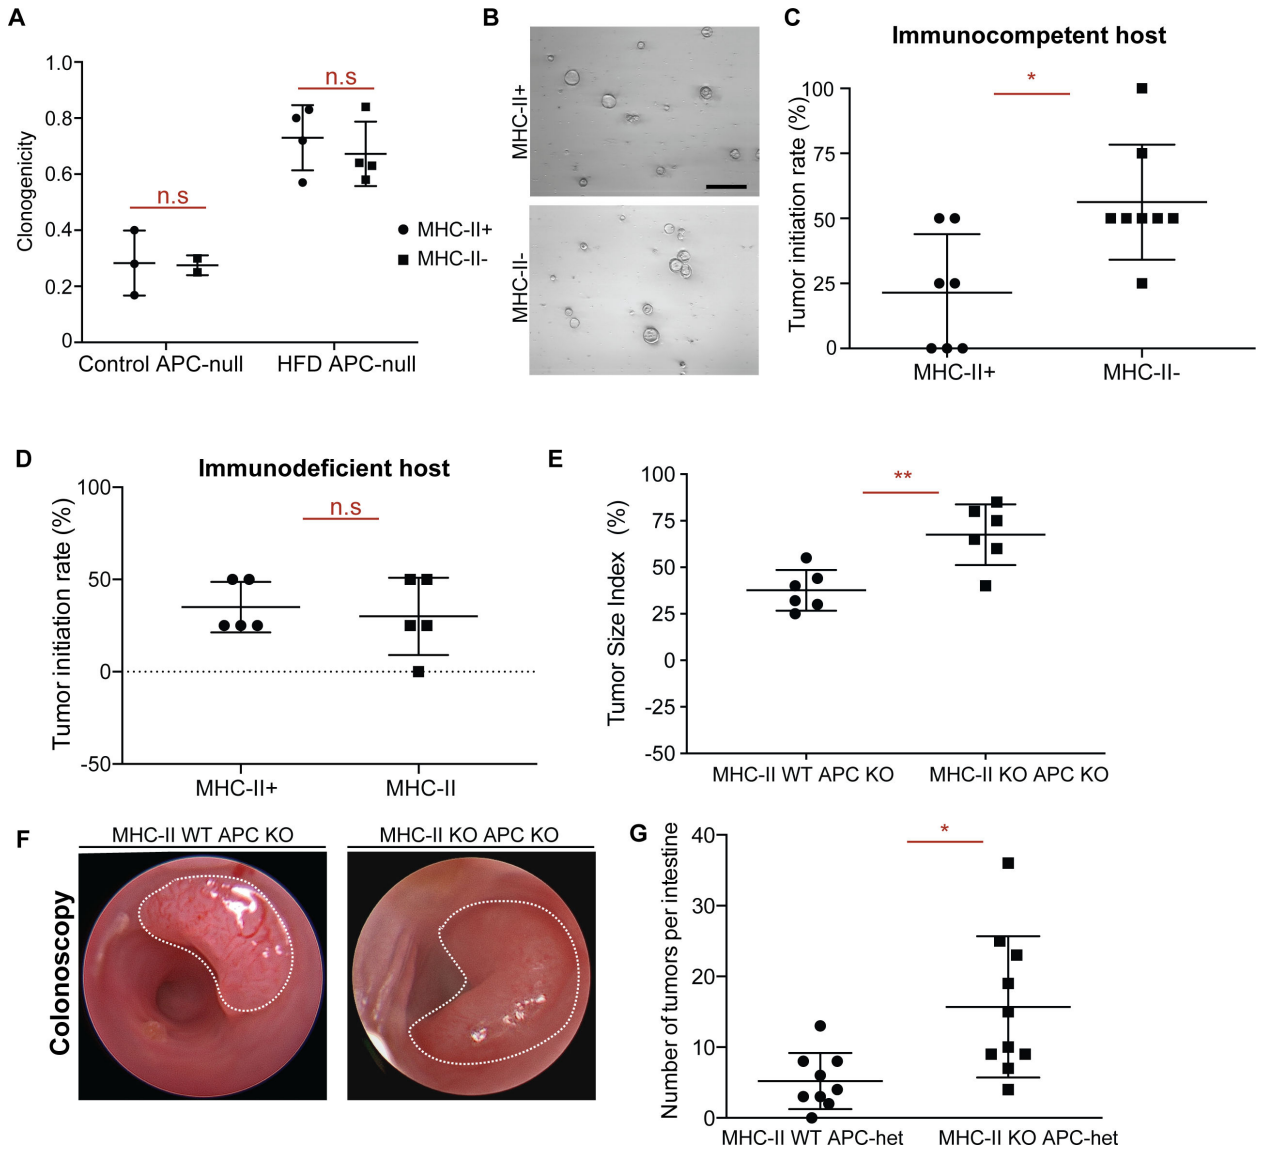 A
Clonogenicity
1.0
0.8
0.6
0.4
0.2
0
n.s
n.s
MHC-II+
MHC-II-
Control APC-null
HFD APC-null
B
MHC-II+
MHC-II-
C
Immunocompetent host
Tumor initiation rate (%)
100
75
50
25
0
*
MHC-II+
MHC-II-
D
Immunodeficient host
Tumor initiation rate (%)
100
50
0
-50
n.s
MHC-II+
MHC-II
E
Tumor Size Index (%)
100
75
50
25
0
-25
-50
**
MHC-II WT APC KO
MHC-II KO APC KO
F
MHC-II WT APC KO
MHC-II KO APC KO
Colonoscopy
G
Number of tumors per intestine
40
30
20
10
0
*
MHC-II WT APC-het
MHC-II KO APC-het